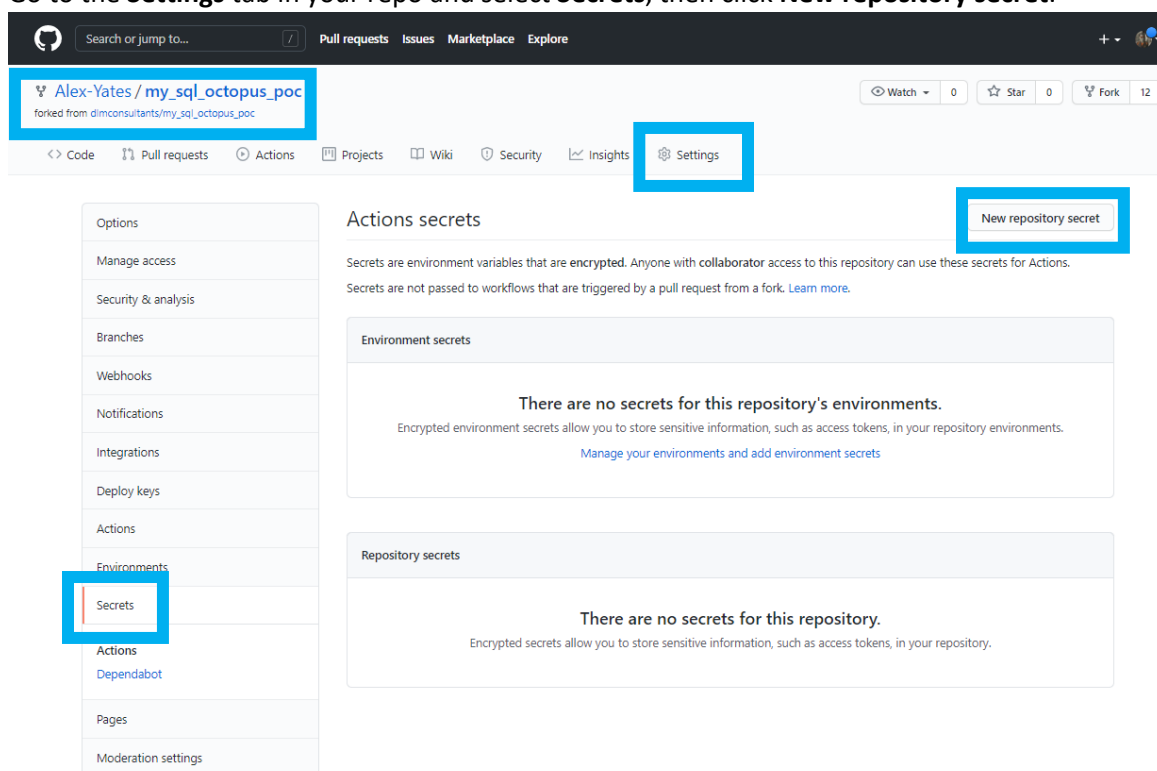 Go to the Settings tab in your repo and select Secrets, then click New repository secret.
Search or jump to... / Pull requests Issues Marketplace Explore
Alex-Yates / my_sql_octopus_poc
forked from dlmconsultants/my_sql_octopus_poc
Watch 0 Star 0 Fork 12
<> Code Pull requests Actions Projects Wiki Security Insights Settings
Options
Manage access
Security & analysis
Branches
Webhooks
Notifications
Integrations
Deploy keys
Actions
Environments
Secrets
Actions
Dependabot
Pages
Moderation settings
Actions secrets
New repository secret
Secrets are environment variables that are encrypted. Anyone with collaborator access to this repository can use these secrets for Actions.
Secrets are not passed to workflows that are triggered by a pull request from a fork. Learn more.
Environment secrets
There are no secrets for this repository's environments.
Encrypted environment secrets allow you to store sensitive information, such as access tokens, in your repository environments.
Manage your environments and add environment secrets
Repository secrets
There are no secrets for this repository.
Encrypted secrets allow you to store sensitive information, such as access tokens, in your repository.